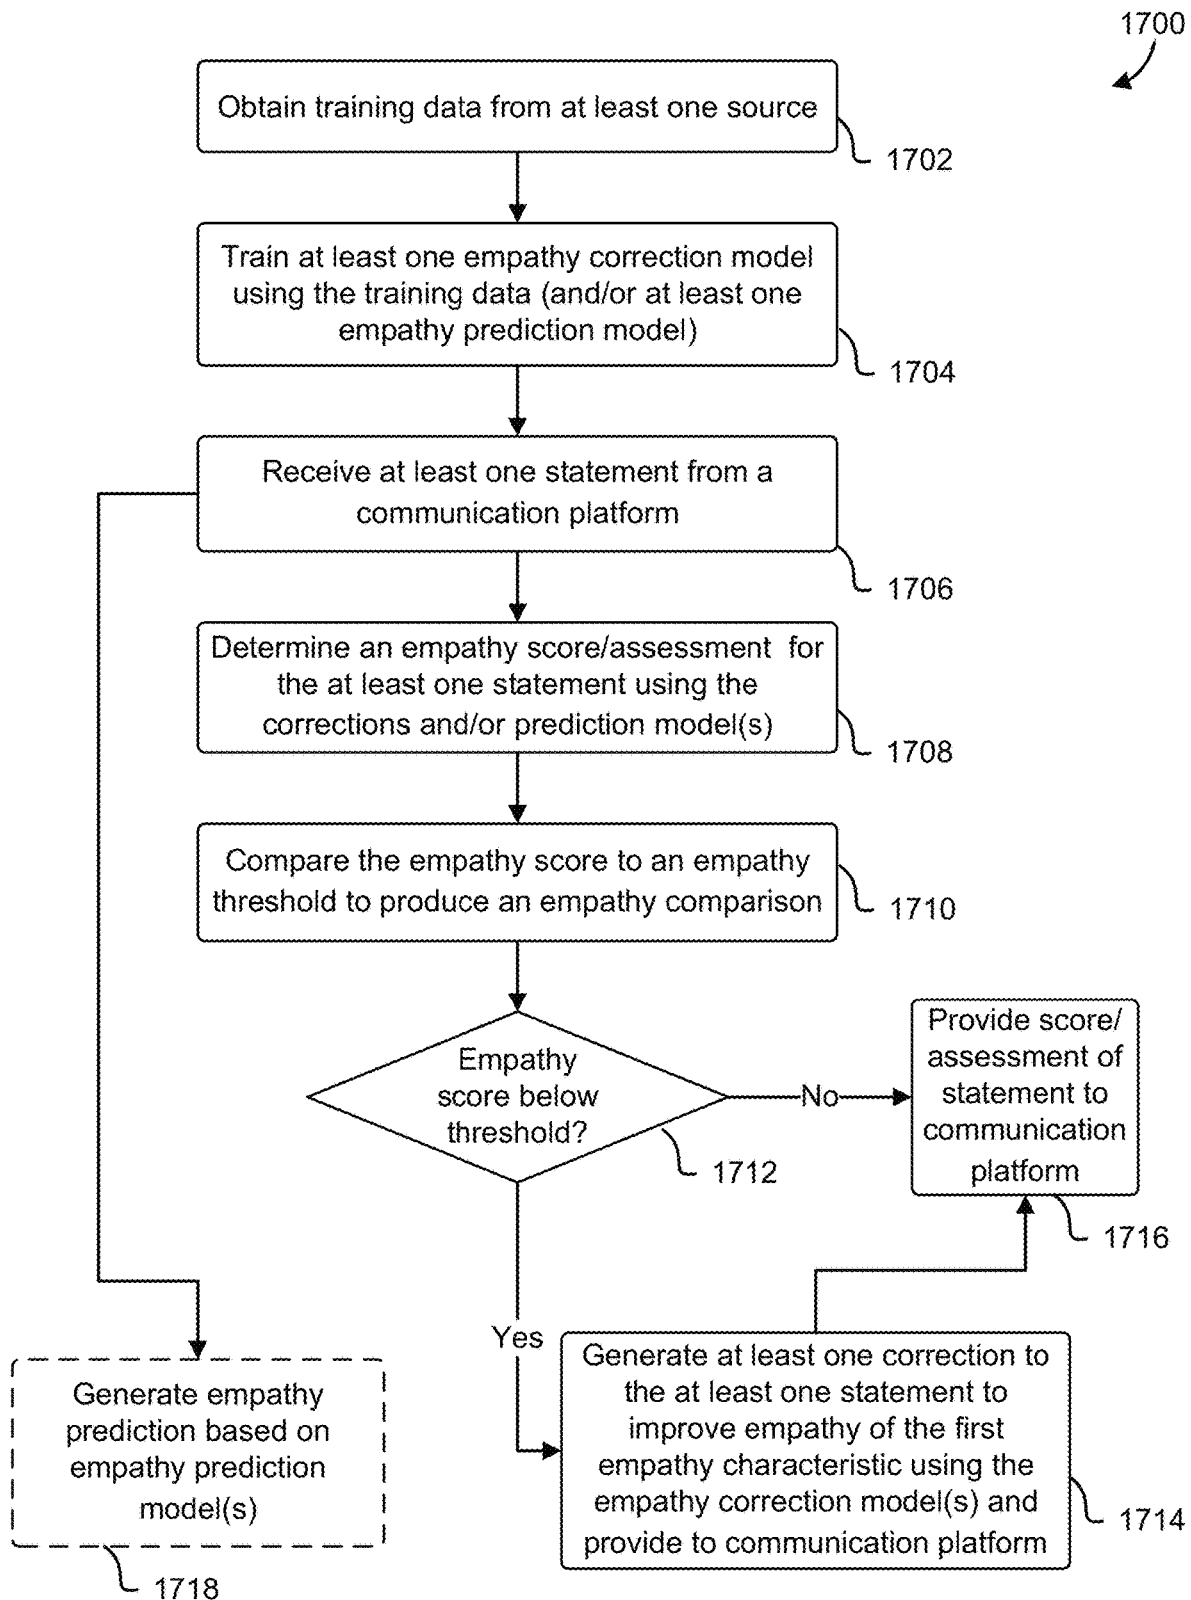 1700
Obtain training data from at least one source
1702
Train at least one empathy correction model
using the training data (and/or at least one
empathy prediction model)
1704
Receive at least one statement from a
communication platform
1706
Determine an empathy score/assessment for
the at least one statement using the
corrections and/or prediction model(s)
1708
Compare the empathy score to an empathy
threshold to produce an empathy comparison
1710
Empathy
score below
threshold?
1712
No
Provide score/
assessment of
statement to
communication
platform
1716
Yes
Generate at least one correction to
the at least one statement to
improve empathy of the first
empathy characteristic using the
empathy correction model(s) and
provide to communication platform
1714
Generate empathy
prediction based on
empathy prediction
model(s)
1718